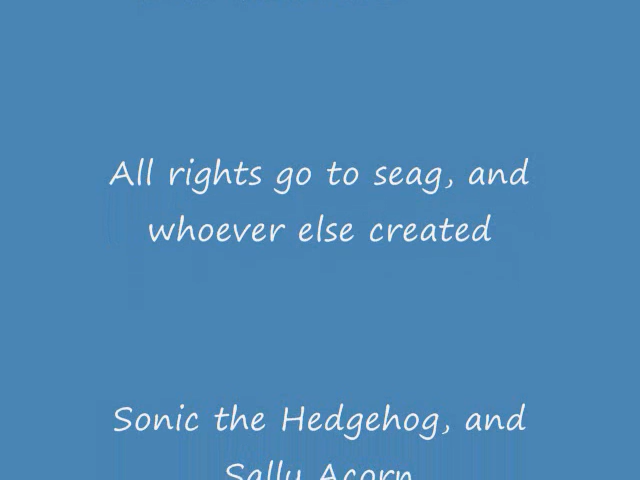 All rights go to seag, and
whoever else created
Sonic the Hedgehog, and
Sally Acorn